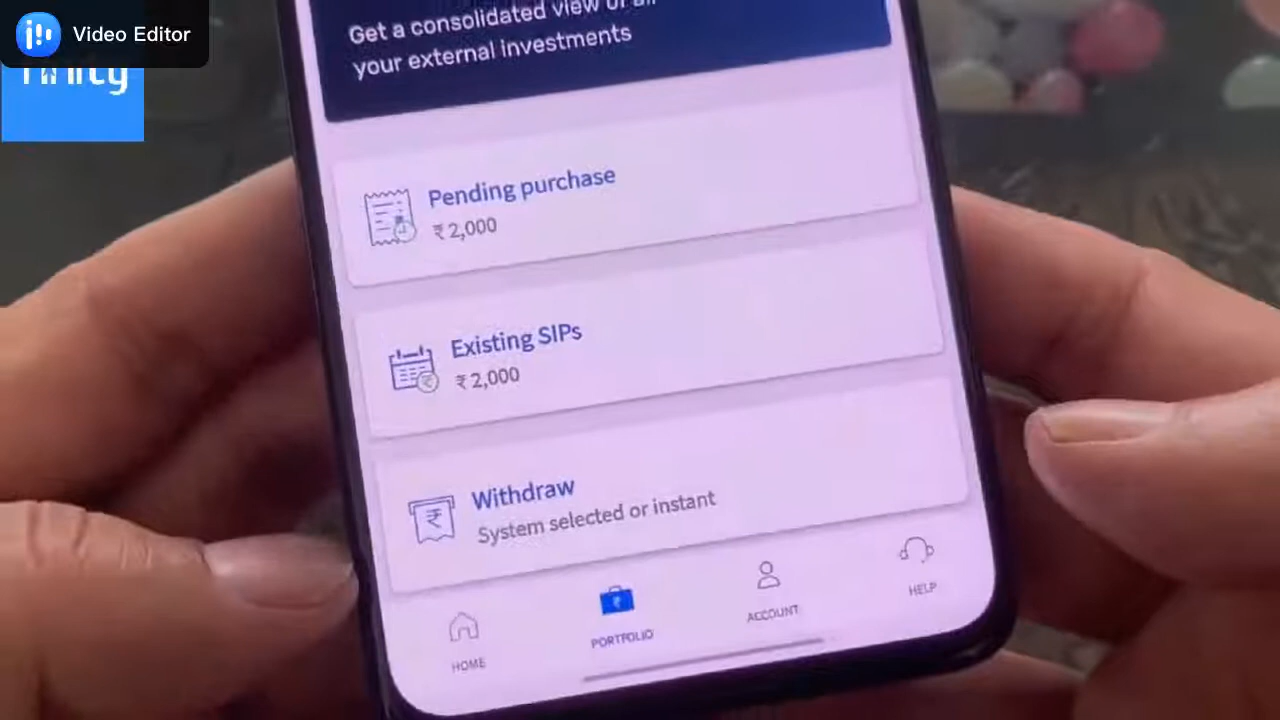 Video Editor
Get a consolidated view of all
your external investments
Pending purchase
₹ 2,000
Existing SIPs
₹ 2,000
Withdraw
System selected or instant
HOME
PORTFOLIO
ACCOUNT
HELP